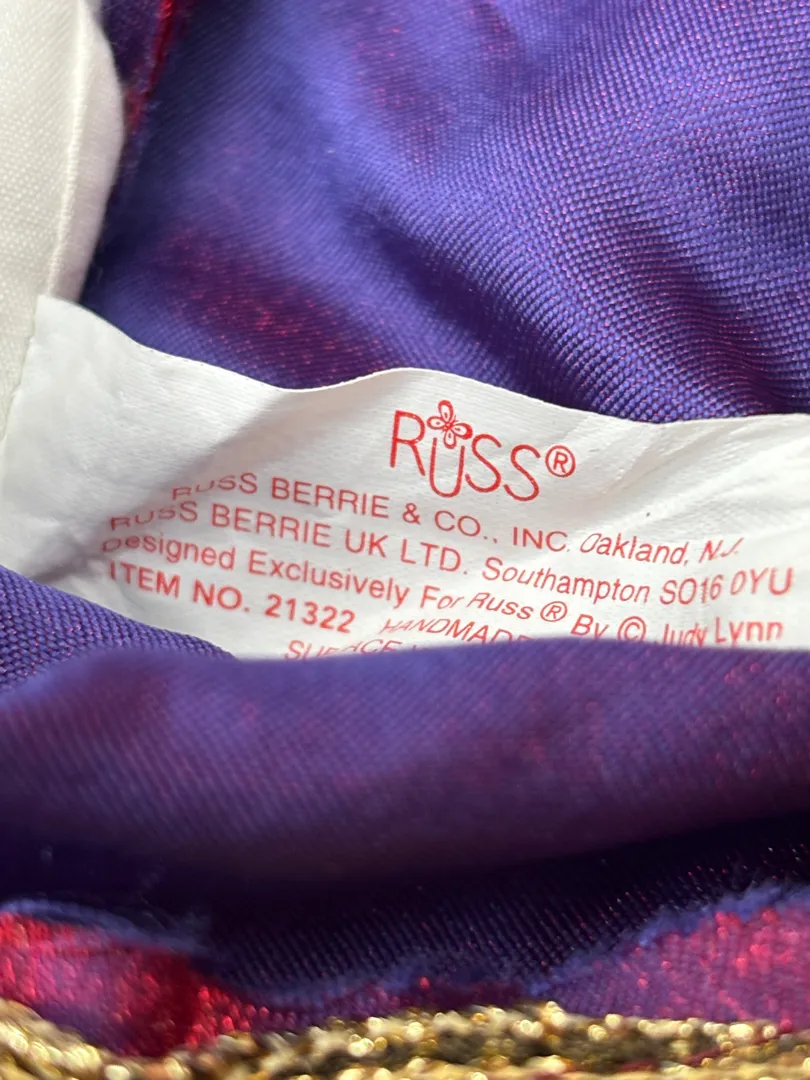 RUSS®
RUSS BERRIE & CO., INC. Oakland, NJ.
RUSS BERRIE UK LTD. Southampton SO16 0YU
Designed Exclusively For Russ ® By © Judy Lynn
ITEM NO. 21322 HANDMADE